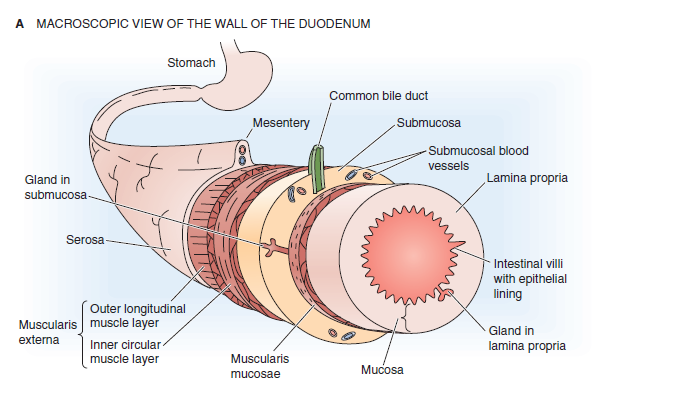 A MACROSCOPIC VIEW OF THE WALL OF THE DUODENUM
Stomach
Common bile duct
Mesentery
Submucosa
Submucosal blood
vessels
Lamina propria
Gland in
submucosa
Serosa
Intestinal villi
with epithelial
lining
Muscularis
externa
Outer longitudinal
muscle layer
Inner circular
muscle layer
Muscularis
mucosae
Mucosa
Gland in
lamina propria